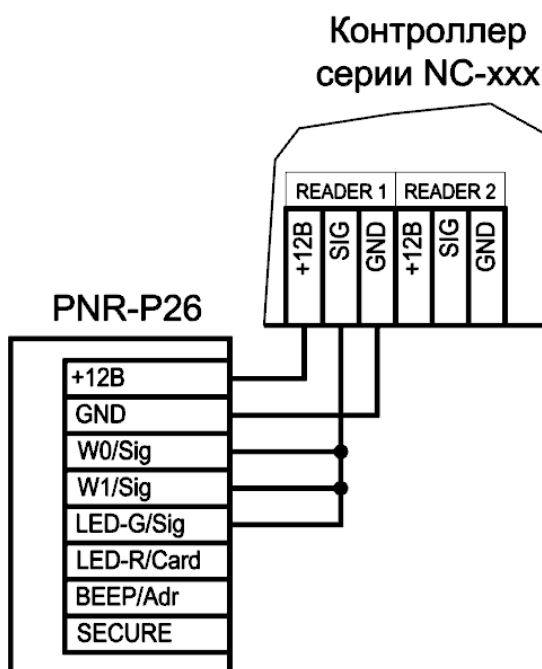 Контроллер
серии NC-xxx
READER 1 READER 2
+12В SIG GND +12В SIG GND
PNR-P26
+12В
GND
W0/Sig
W1/Sig
LED-G/Sig
LED-R/Card
BEEP/Adr
SECURE